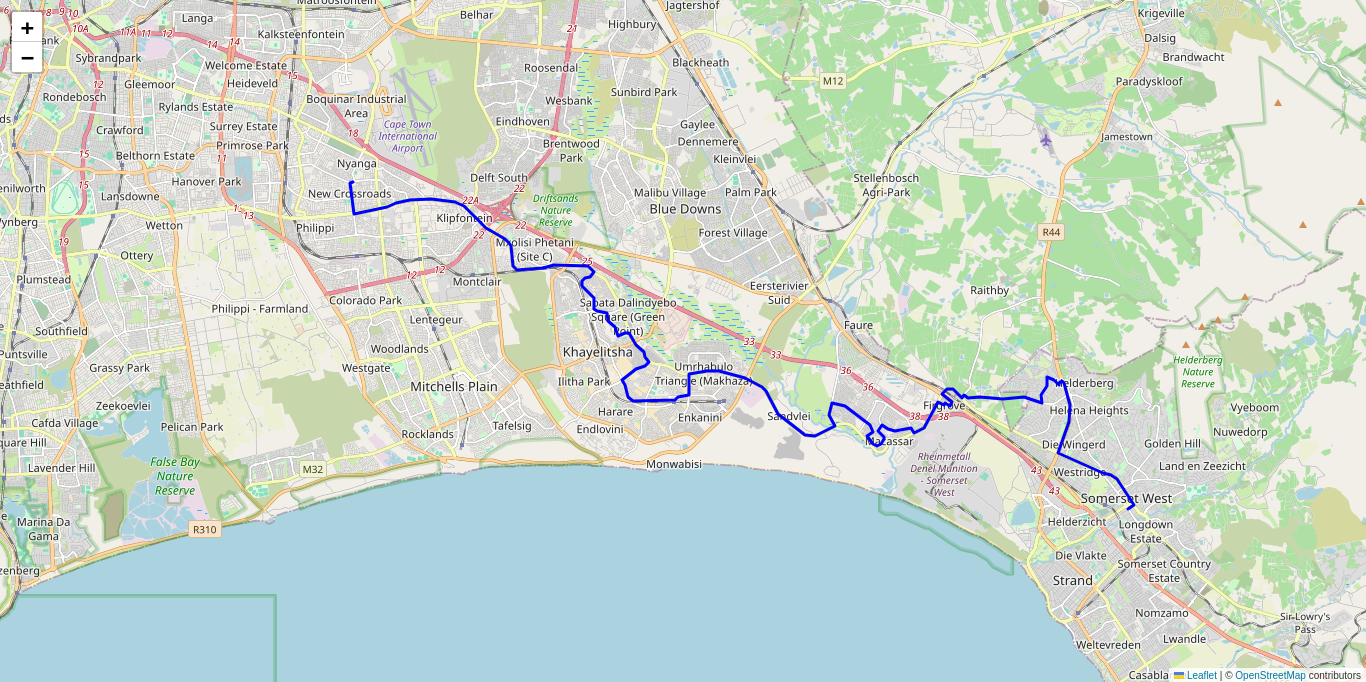 +
−
Langa
Belhar
Highbury
Jagtershof
Krigeville
Kalksteenfontein
Dalsig
Sybrandpark
Welcome Estate
Roosendal
Blackheath
Brandwacht
Gleemoor
Heideveld
M12
Paradyskloof
Rondebosch
Boquinar Industrial
Area
Wesbank
Sunbird Park
Rylands Estate
Crawford
Surrey Estate
Cape Town
International
Airport
Eindhoven
Gaylee
Dennemere
Jamestown
Primrose Park
Brentwood
Park
Belthorn Estate
Nyanga
Kleinvlei
Hanover Park
Delft South
Stellenbosch
Agri-Park
Lansdowne
New Crossroads
Driftsands
Nature
Reserve
Malibu Village
Palm Park
Blue Downs
Wetton
Philippi
Klipfontein
Forest Village
R44
Ottery
Mxolisi Phetani
(Site C)
Plumstead
Montclair
Eersterivier
Suid
Raithby
Colorado Park
Philippi - Farmland
Sabata Dalindyebo
Square (Green
Point)
Southfield
Lentegeur
Faure
Woodlands
Khayelitsha
Helderberg
Nature
Reserve
Grassy Park
Westgate
Umrhabulo
Triangle (Makhaza)
Mitchells Plain
Ilitha Park
Helderberg
Zeekoevlei
Harare
Enkanini
Sandvlei
Firgrove
Helena Heights
Vyeboom
Cafda Village
Pelican Park
Rocklands
Tafelsig
Endlovini
Macassar
Nuwedorp
Die Wingerd
Golden Hill
Lavender Hill
False Bay
Nature
Reserve
M32
Monwabisi
Rheinmetall
Denel Munition
- Somerset
West
Westridge
Land en Zeezicht
Somerset West
Marina Da
Gama
R310
Helderzicht
Longdown
Estate
Die Vlakte
Somerset Country
Estate
Strand
Nomzamo
Sir-Lowry's
Pass
Lwandle
Weltevreden
Casabla
Leaflet | © OpenStreetMap contributors